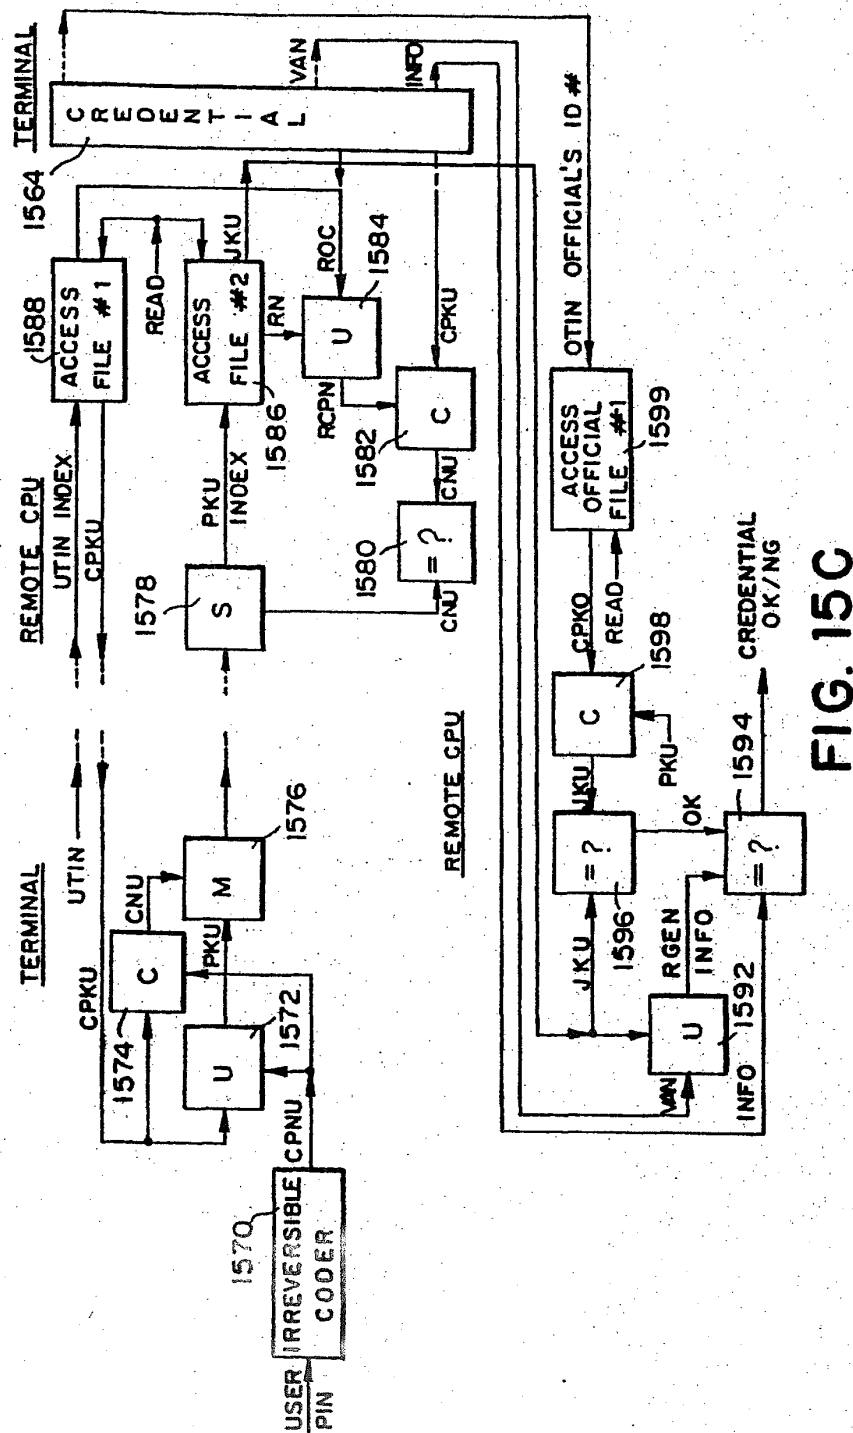 TERMINAL
REMOTE CPU
TERMINAL
USER
PIN
1570
IRREVERSIBLE
CODER
CPNU
1572
U
1574
C
CPKU
UTIN
CNU
PKU
M
1576
1578
S
UTIN INDEX
CPKU
PKU
INDEX
1588
ACCESS
FILE #1
READ
ACCESS
FILE #2
1586
JKU
RN
ROC
U
1584
RCPN
CPKU
1582
C
CNU
1580
= ?
CNU
1564
CREDENTIAL
VAN
INFO
REMOTE CPU
OTIN OFFICIAL'S ID#
ACCESS
OFFICIAL
FILE #1
1599
READ
CPKO
C
1598
PKU
JKU
= ?
1596
JKU
OK
RGEN
INFO
U
1592
VAN
INFO
= ?
1594
CREDENTIAL
OK/NG
FIG. 15C